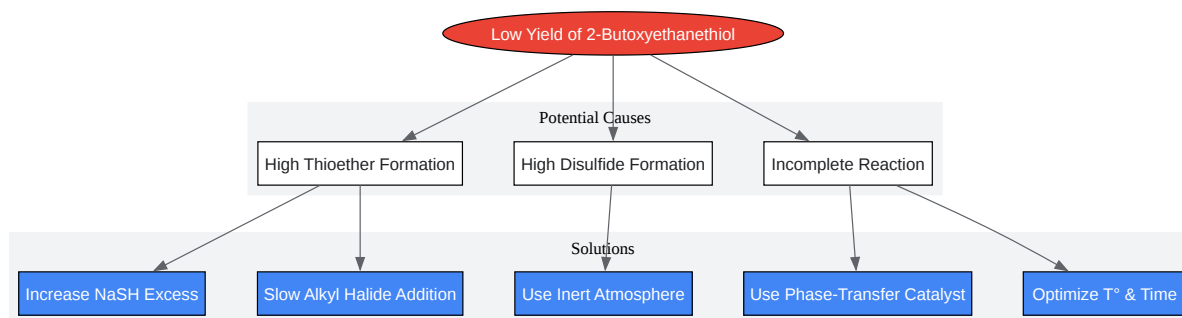 Low Yield of 2-Butoxyethanethiol
Potential Causes
High Thioether Formation
High Disulfide Formation
Incomplete Reaction
Solutions
Increase NaSH Excess
Slow Alkyl Halide Addition
Use Inert Atmosphere
Use Phase-Transfer Catalyst
Optimize T° & Time